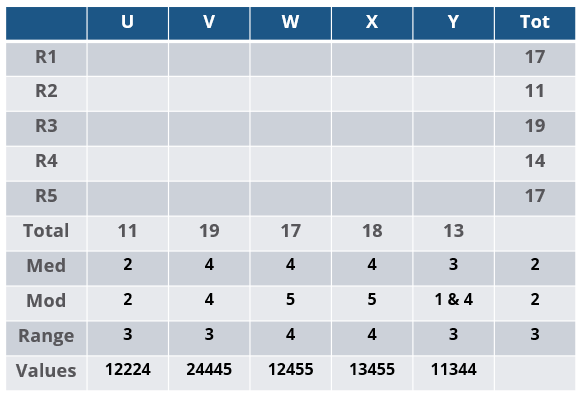 U V W X Y Tot
R1 17
R2 11
R3 19
R4 14
R5 17
Total 11 19 17 18 13
Med 2 4 4 4 3 2
Mod 2 4 5 5 1 & 4 2
Range 3 3 4 4 3 3
Values 12224 24445 12455 13455 11344